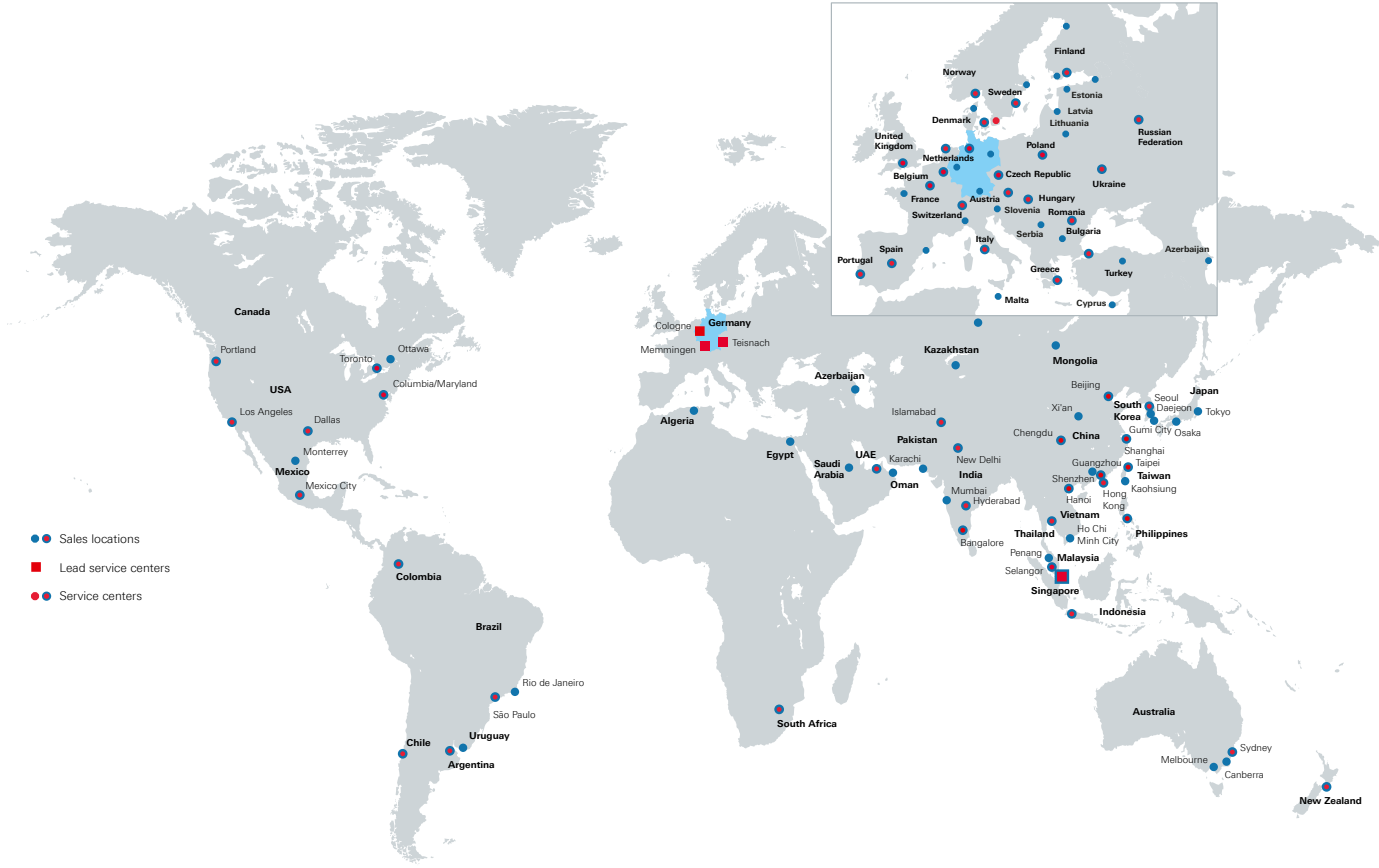 Finland
Norway
Sweden
Estonia
Latvia
Lithuania
Denmark
Russian
Federation
United
Kingdom
Netherlands
Poland
Belgium
Czech Republic
Ukraine
France
Austria
Hungary
Switzerland
Slovenia
Romania
Serbia
Bulgaria
Italy
Spain
Portugal
Greece
Turkey
Azerbaijan
Malta
Cyprus
Canada
Portland
Toronto
Ottawa
USA
Columbia/Maryland
Los Angeles
Dallas
Monterrey
Mexico
Mexico City
Cologne
Germany
Memmingen
Teisnach
Kazakhstan
Mongolia
Azerbaijan
Beijing
Japan
Algeria
Islamabad
Xi'an
South
Korea
Seoul
Daejeon
Tokyo
Gumi City
Osaka
Egypt
Pakistan
Chengdu
China
Shanghai
Saudi
Arabia
UAE
Karachi
New Delhi
Oman
India
Guangzhou
Taipei
Taiwan
Shenzhen
Kaohsiung
Mumbai
Hyderabad
Hanoi
Hong
Kong
Bangalore
Vietnam
Thailand
Ho Chi
Minh City
Philippines
Penang
Malaysia
Selangor
Singapore
Indonesia
Sales locations
Lead service centers
Service centers
Colombia
Brazil
Rio de Janeiro
São Paulo
Uruguay
Chile
Argentina
South Africa
Australia
Sydney
Melbourne
Canberra
New Zealand